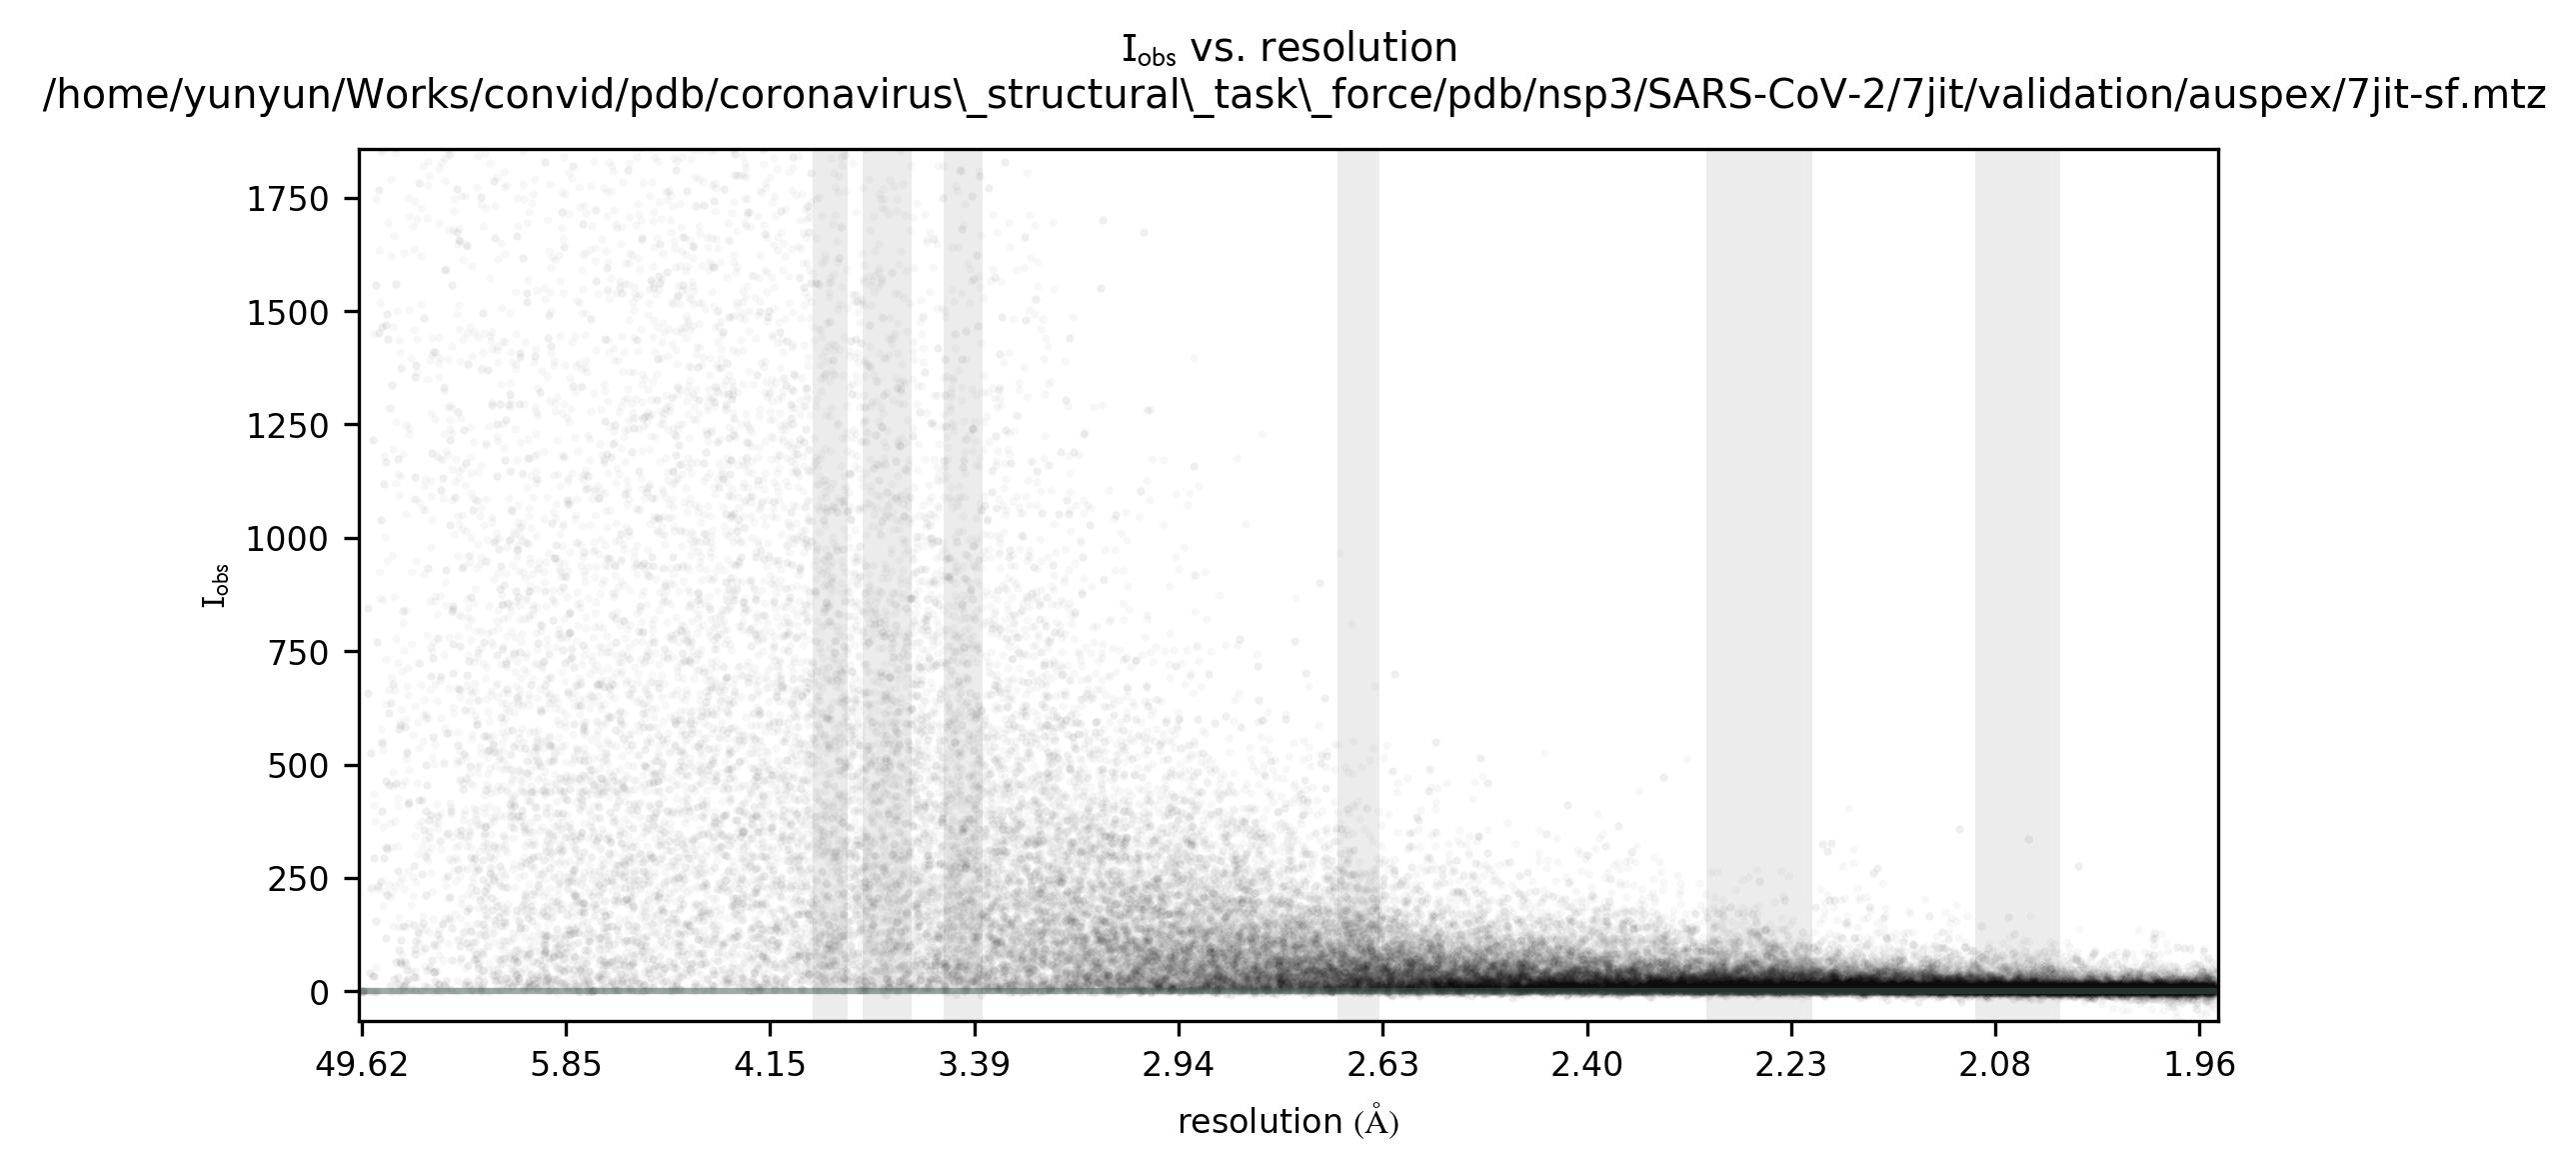 Iobs vs. resolution
/home/yunyun/Works/convid/pdb/coronavirus\_structural\_task\_force/pdb/nsp3/SARS-CoV-2/7jit/validation/auspex/7jit-sf.mtz
1750
1500
1250
1000
750
500
250
0
Iobs
49.62 5.85 4.15 3.39 2.94 2.63 2.40 2.23 2.08 1.96
resolution (Å)